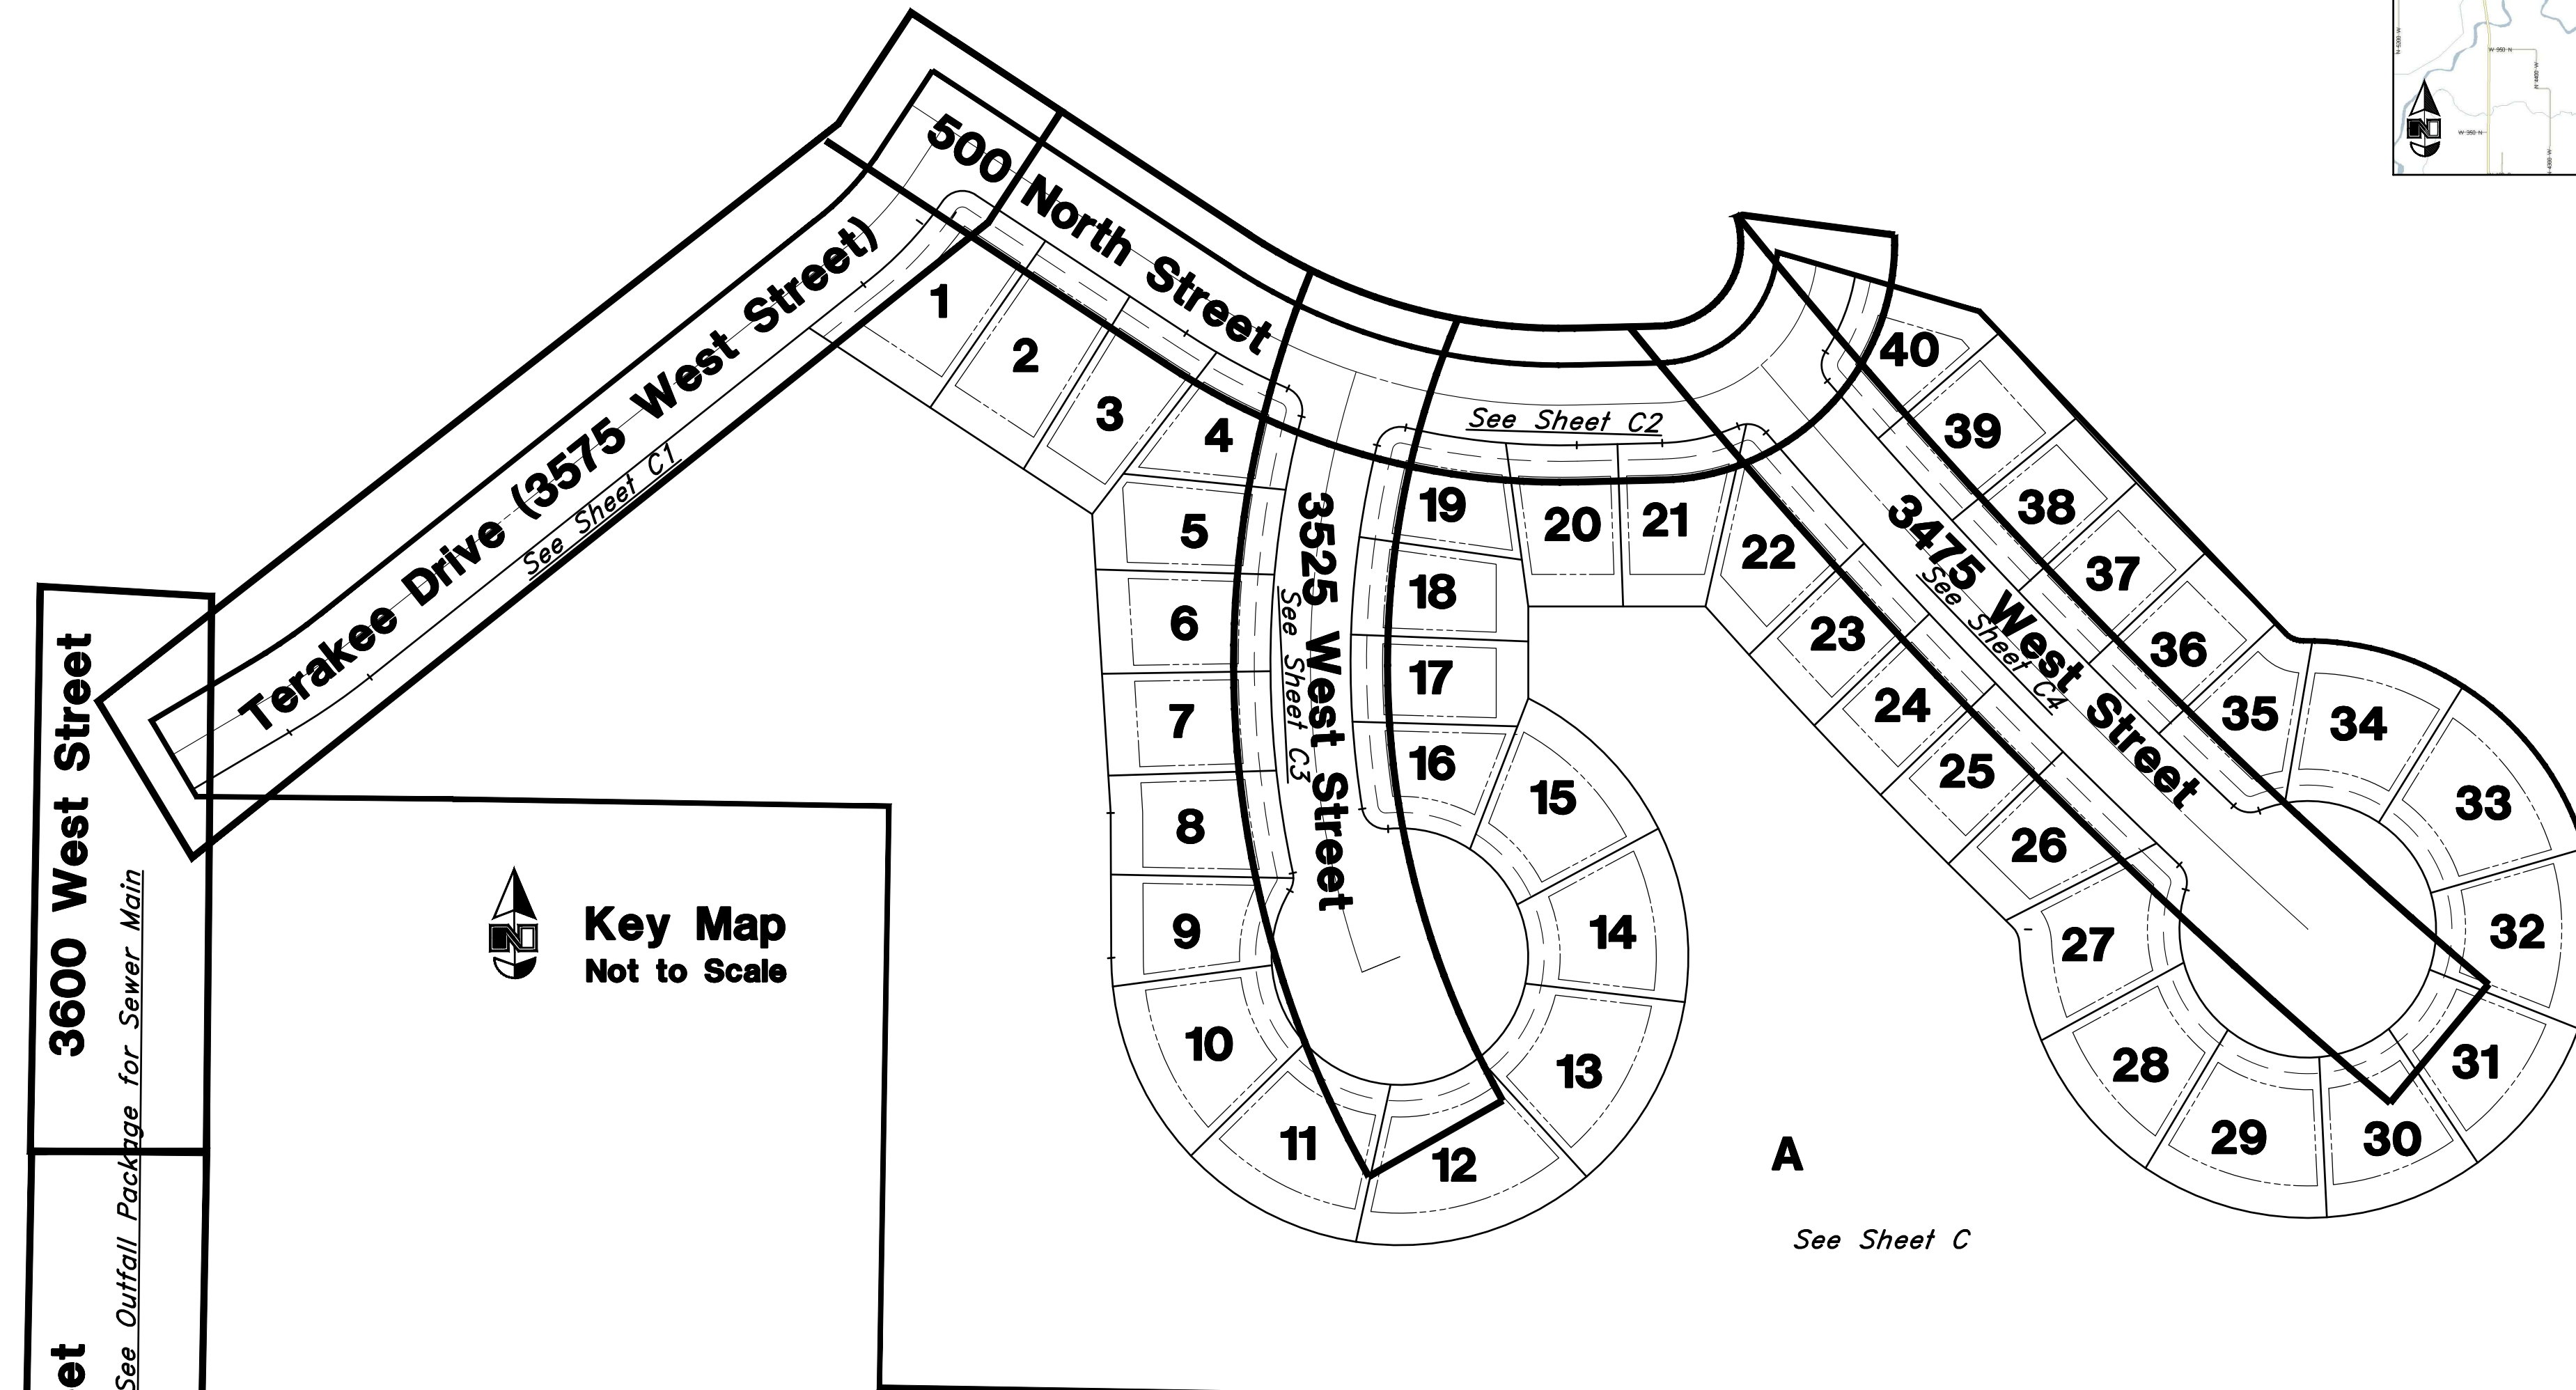 500 North Street
Terakee Drive (3575 West Street)
See Sheet C1
See Sheet C2
3600 West Street
See Outfall Package for Sewer Main
et
Key Map
Not to Scale
3525 West Street
See Sheet C3
3475 West Street
See Sheet C4
1
2
3
4
5
6
7
8
9
10
11
12
13
14
15
16
17
18
19
20
21
22
23
24
25
26
27
28
29
30
31
32
33
34
35
36
37
38
39
40
A
See Sheet C
W 950 N
W 350 N